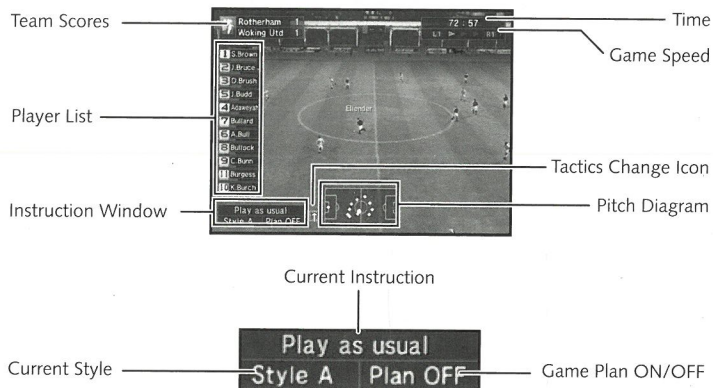 Team Scores
Rotherham 1
Woking Utd 1
72:57
Time
L1 R1
Game Speed
Player List
1 S.Brown
2 J.Bruce
3 D.Brush
5 J.Budd
4 Adaweyah
7 Bullard
6 A.Bull
8 Bullock
9 C.Bunn
11 Burgess
10 K.Burch
Ellender
Tactics Change Icon
Instruction Window
Play as usual
Style A Plan OFF
Pitch Diagram
Current Instruction
Play as usual
Current Style
Style A Plan OFF
Game Plan ON/OFF